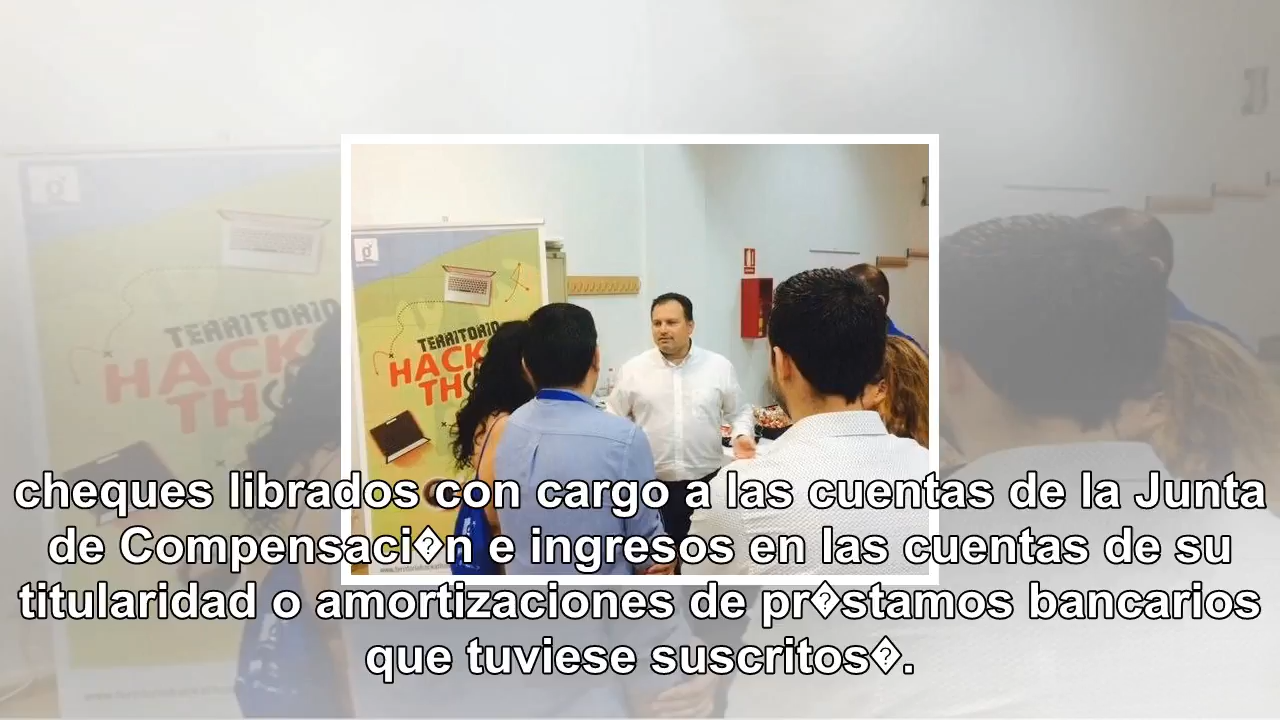 g
TERRITORIO
HACK
TH
cheques librados con cargo a las cuentas de la Junta
de Compensaci�n e ingresos en las cuentas de su
titularidad o amortizaciones de pr�stamos bancarios
que tuviese suscritos�.